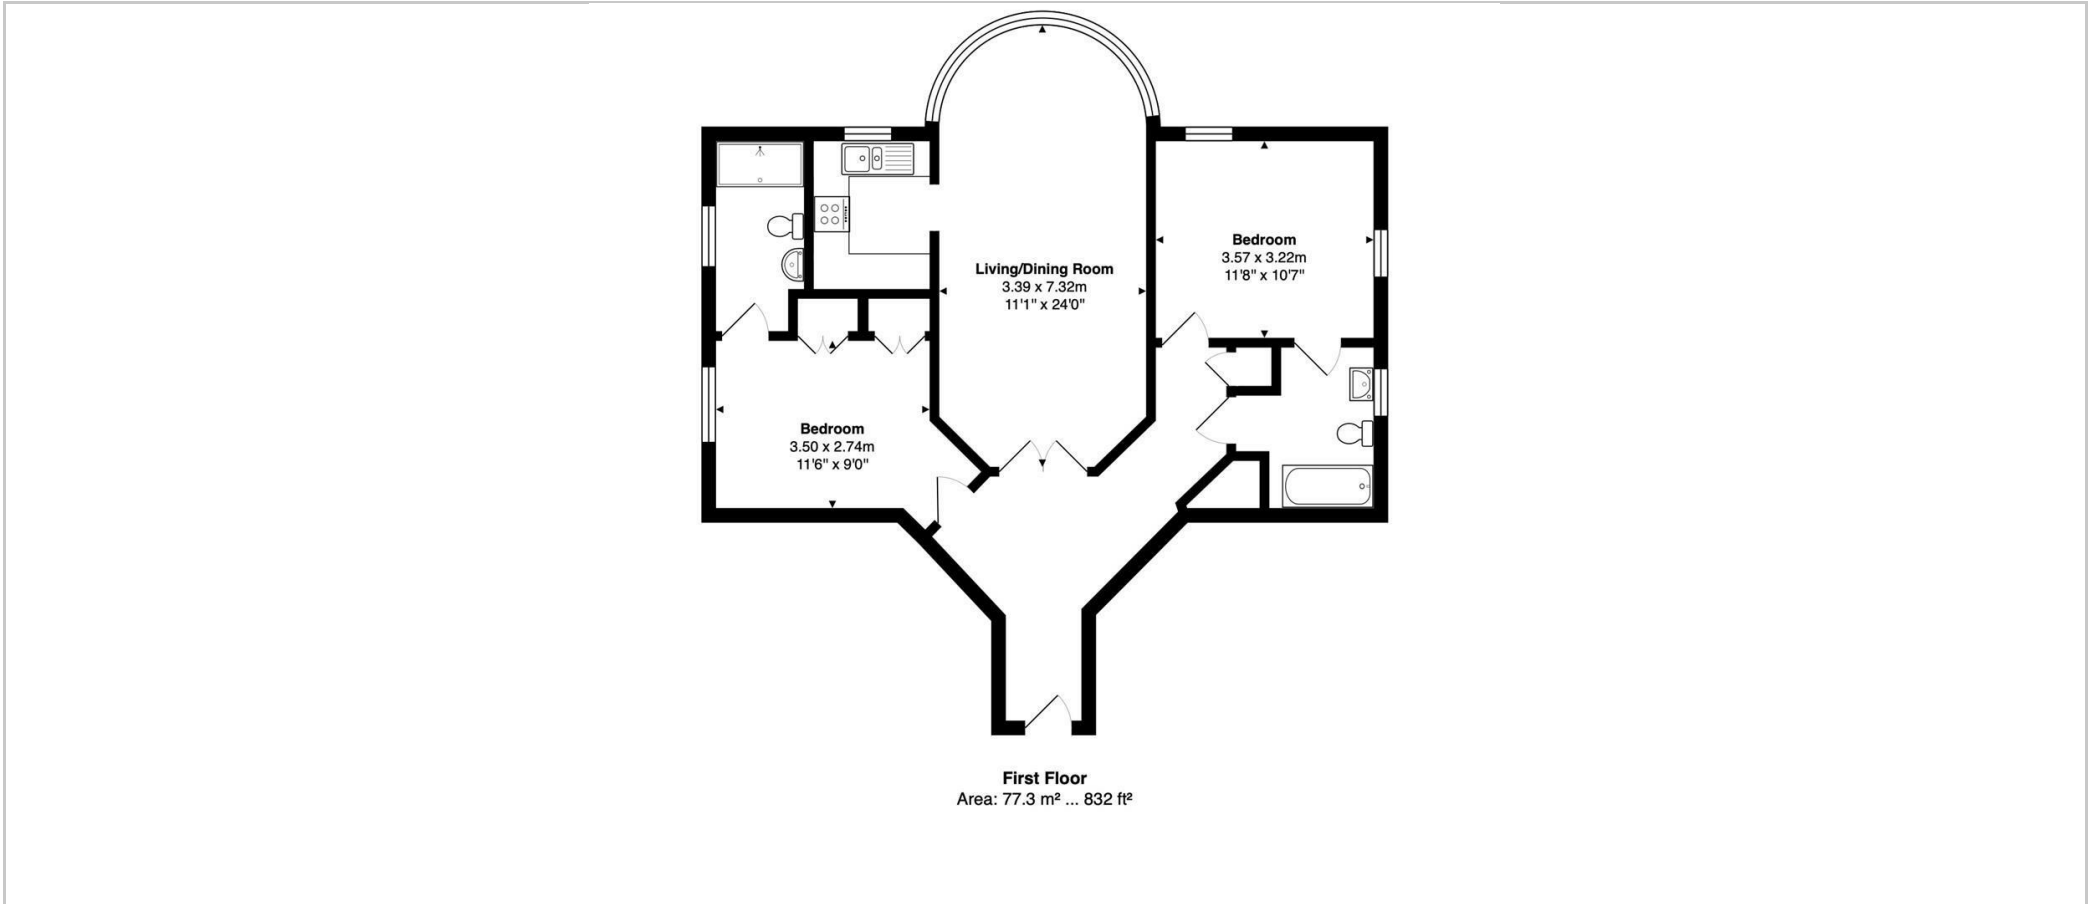 Living/Dining Room
3.39 x 7.32m
11'1" x 24'0"
Bedroom
3.57 x 3.22m
11'8" x 10'7"
Bedroom
3.50 x 2.74m
11'6" x 9'0"
First Floor
Area: 77.3 m² ... 832 ft²